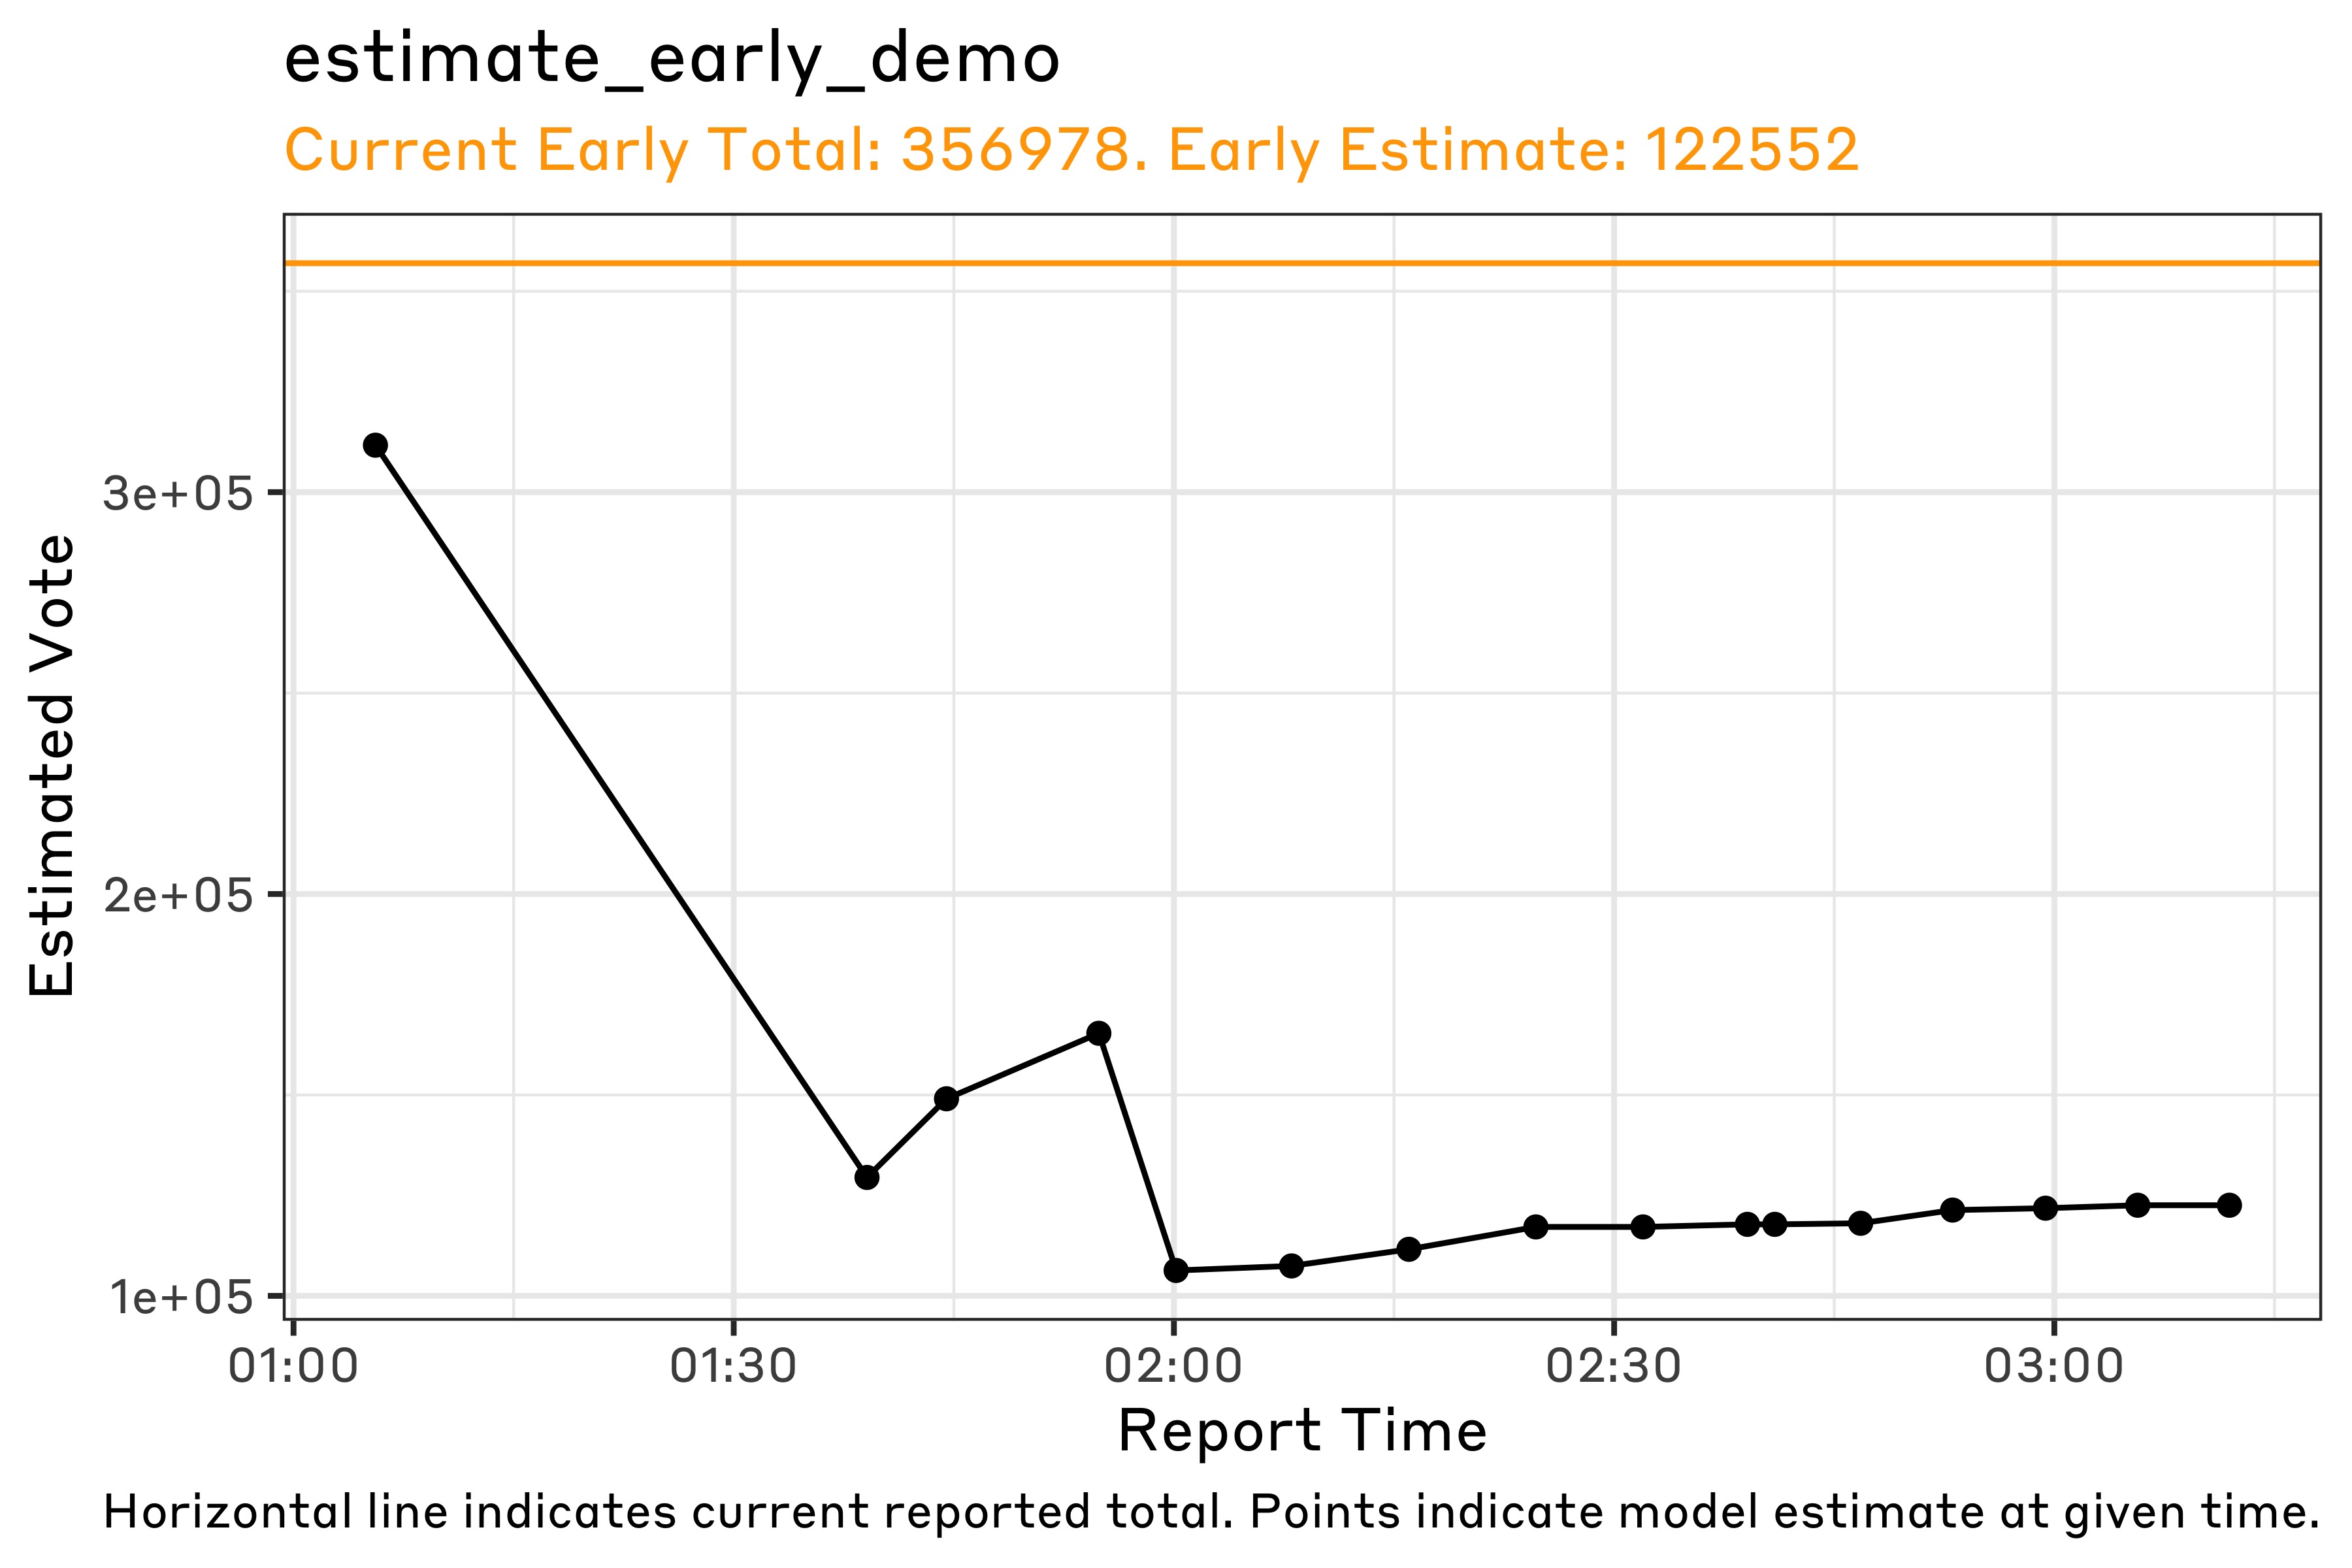 estimate_early_demo
Current Early Total: 356978. Early Estimate: 122552
Estimated Vote
3e+05
2e+05
1e+05
01:00 01:30 02:00 02:30 03:00
Report Time
Horizontal line indicates current reported total. Points indicate model estimate at given time.